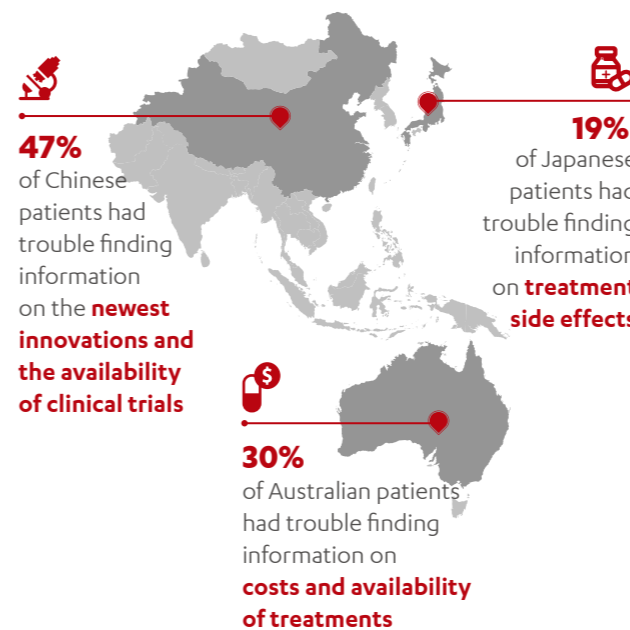 47%
of Chinese
patients had
trouble finding
information
on the newest
innovations and
the availability
of clinical trials
19%
of Japanese
patients had
trouble finding
information
on treatment
side effects
$
30%
of Australian patients
had trouble finding
information on
costs and availability
of treatments